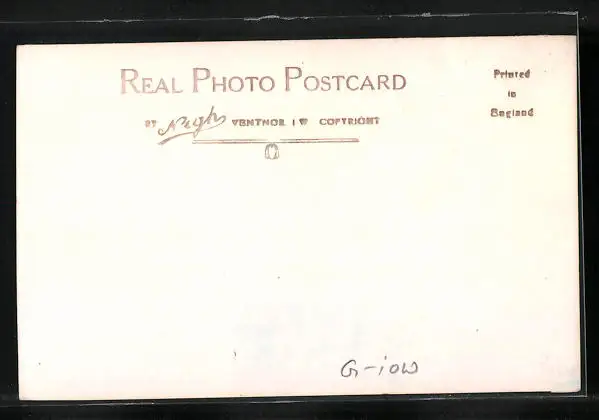 REAL PHOTO POSTCARD
BY Nigh VENTNOR I W COPYRIGHT
Printed
in
England
G-iow